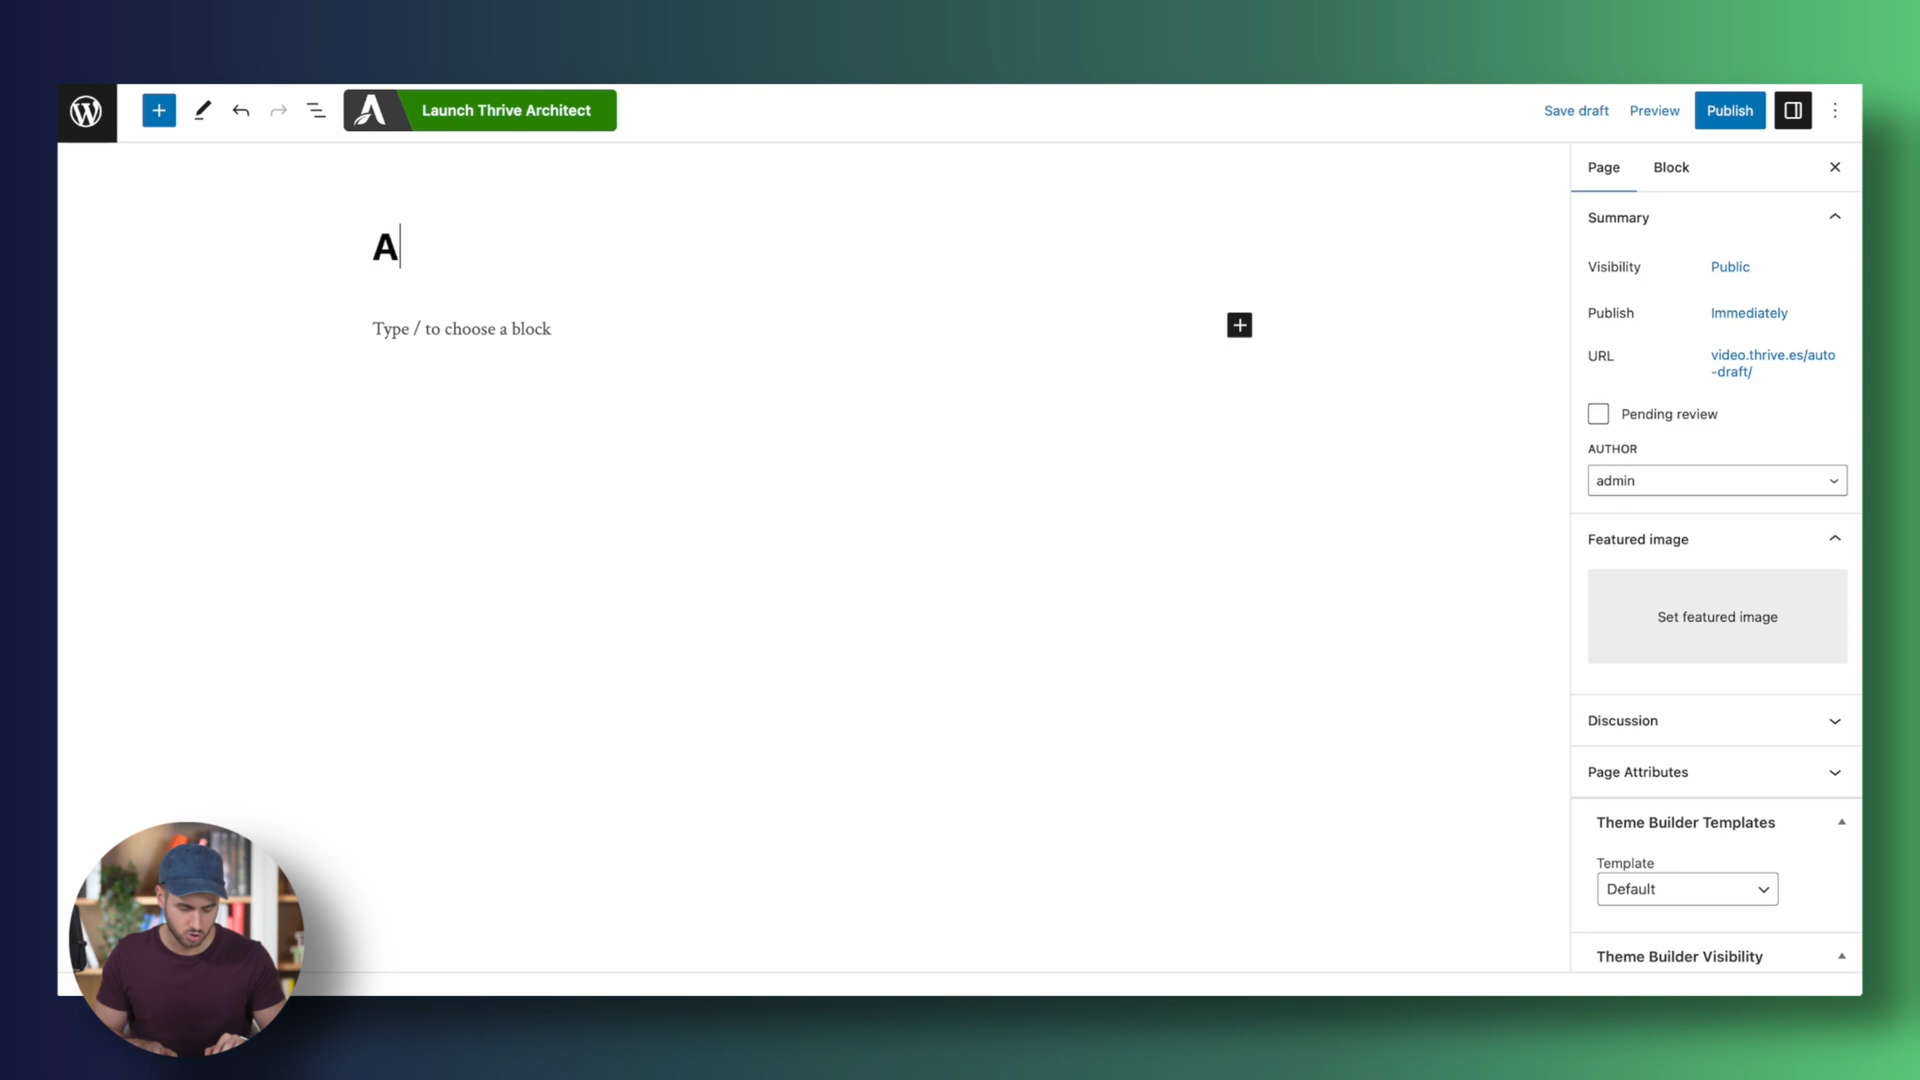 Launch Thrive Architect
Save draft
Preview
Publish
Page
Block
Summary
A
Visibility
Public
Publish
Immediately
Type / to choose a block
URL
video.thrive.es/auto
-draft/
Pending review
AUTHOR
admin
Featured image
Set featured image
Discussion
Page Attributes
Theme Builder Templates
Template
Default
Theme Builder Visibility